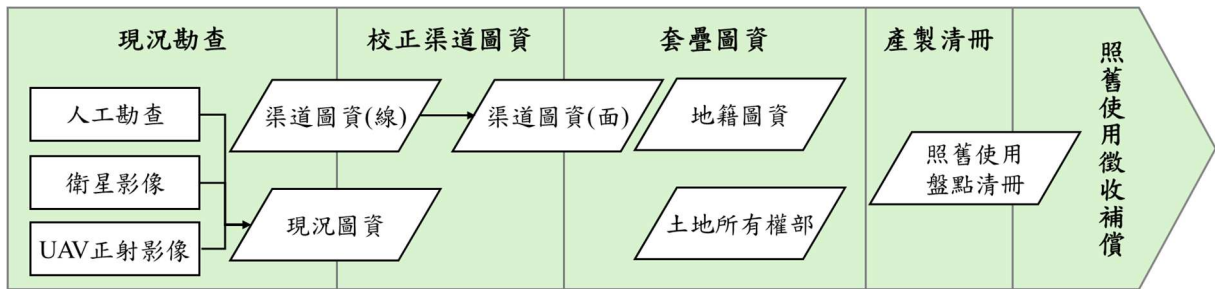 現況勘查
校正渠道圖資
套疊圖資
產製清冊
照舊使用徵收補償
人工勘查
衛星影像
UAV正射影像
渠道圖資(線)
現況圖資
渠道圖資(面)
地籍圖資
土地所有權部
照舊使用
盤點清冊